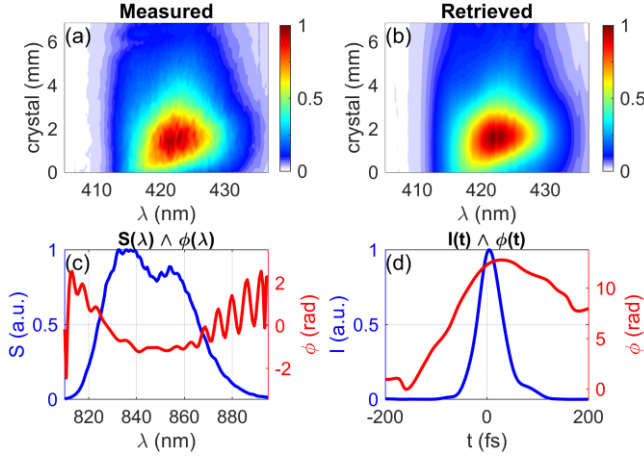 Measured
(a)
crystal (mm)
6
4
2
0
410 420 430
λ (nm)
1
0.5
0
Retrieved
(b)
crystal (mm)
6
4
2
0
410 420 430
λ (nm)
1
0.5
0
S(λ) ∧ ϕ(λ)
(c)
S (a.u.)
1
0.5
0
820 840 860 880
λ (nm)
2
0
-2
ϕ (rad)
I(t) ∧ ϕ(t)
(d)
I (a.u.)
1
0.5
0
-200 0 200
t (fs)
10
5
0
ϕ (rad)